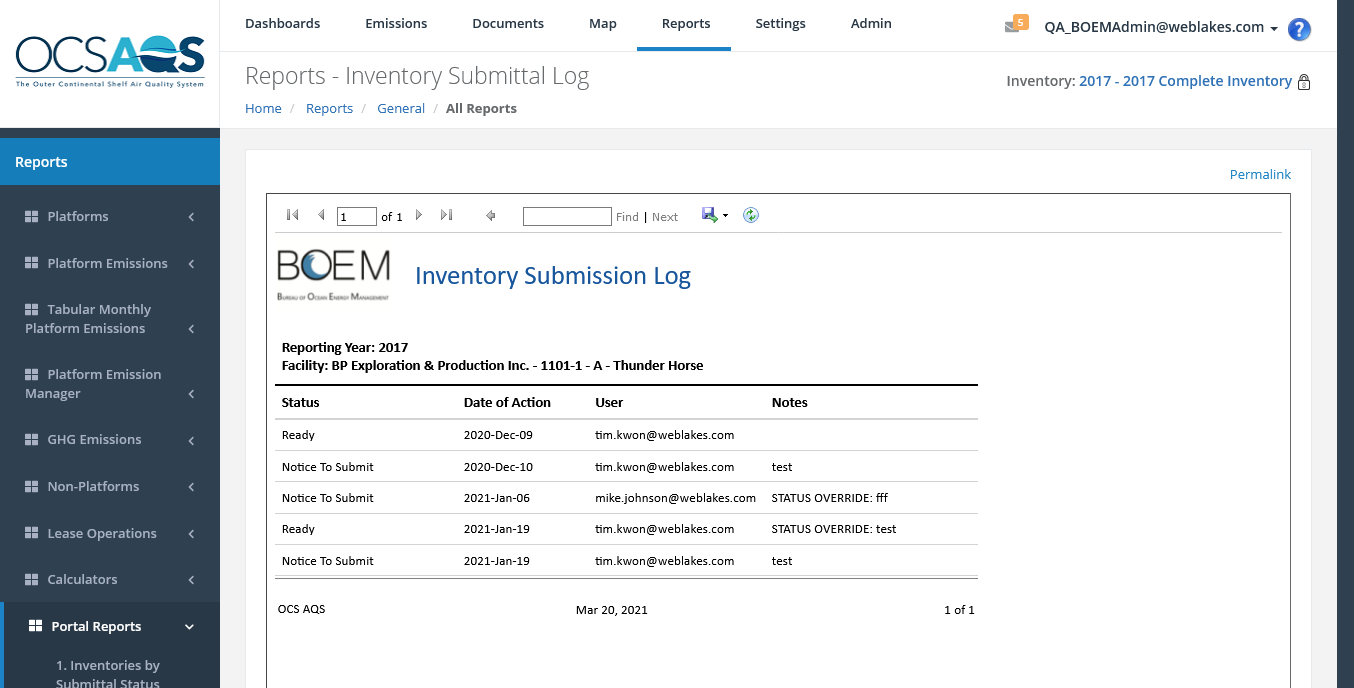 OCSAQS
The Outer Continental Shelf Air Quality System
Dashboards Emissions Documents Map Reports Settings Admin
5 QA_BOEMAdmin@weblakes.com ?
Reports - Inventory Submittal Log
Inventory: 2017 - 2017 Complete Inventory
Home / Reports / General / All Reports
Reports
Platforms
Platform Emissions
Tabular Monthly
Platform Emissions
Platform Emission
Manager
GHG Emissions
Non-Platforms
Lease Operations
Calculators
Portal Reports
1. Inventories by
Submittal Status
Permalink
1 of 1 Find | Next
BOEM
Bureau of Ocean Energy Management
Inventory Submission Log
Reporting Year: 2017
Facility: BP Exploration & Production Inc. - 1101-1 - A - Thunder Horse
Status Date of Action User Notes
Ready 2020-Dec-09 tim.kwon@weblakes.com
Notice To Submit 2020-Dec-10 tim.kwon@weblakes.com test
Notice To Submit 2021-Jan-06 mike.johnson@weblakes.com STATUS OVERRIDE: fff
Ready 2021-Jan-19 tim.kwon@weblakes.com STATUS OVERRIDE: test
Notice To Submit 2021-Jan-19 tim.kwon@weblakes.com test
OCS AQS Mar 20, 2021 1 of 1